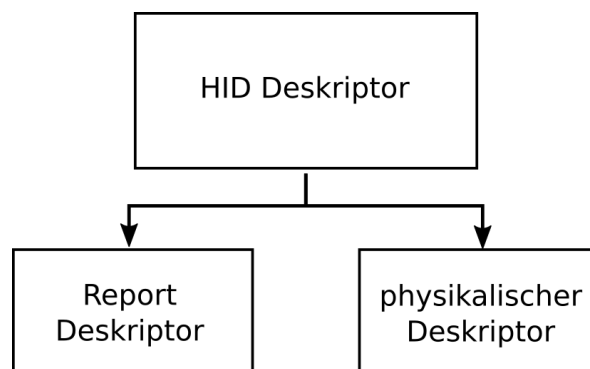 HID Deskriptor
Report
Deskriptor
physikalischer
Deskriptor